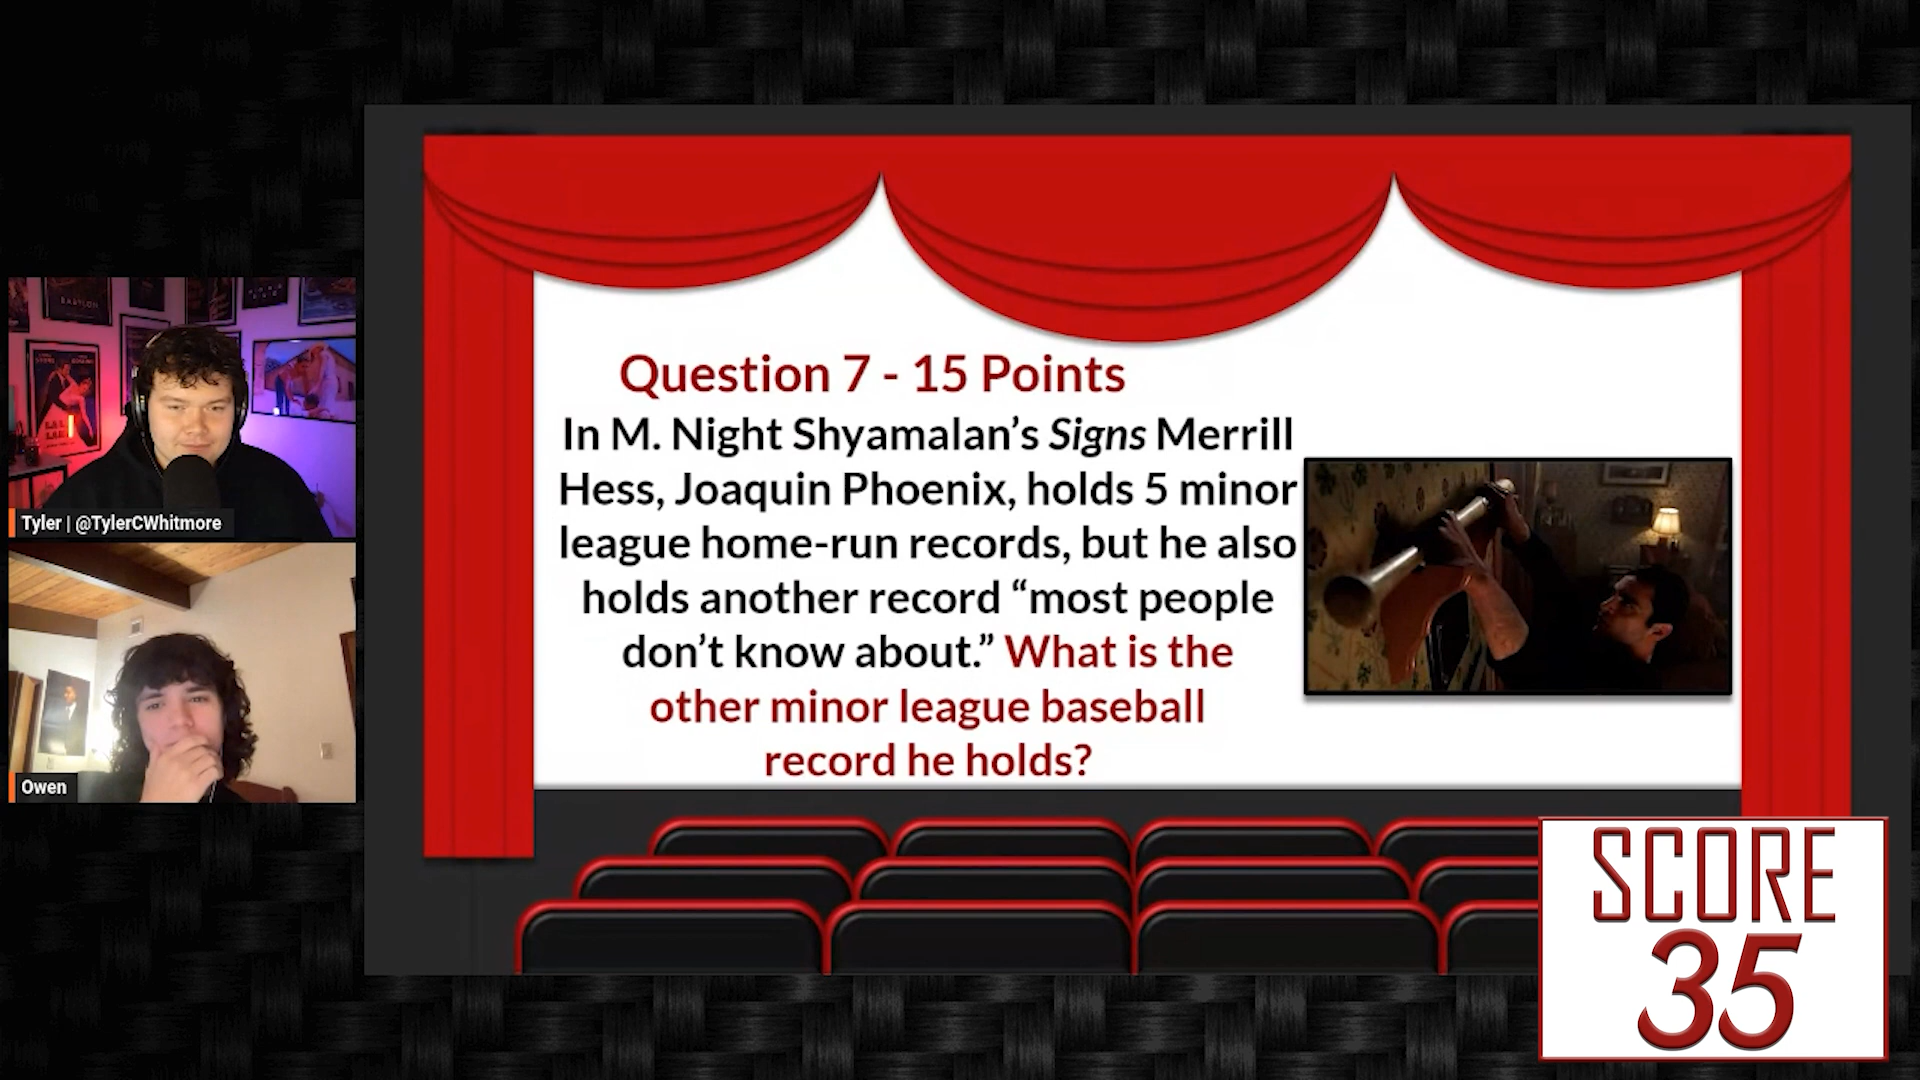 BABYLON
Tyler | @TylerCWhitmore
Owen
Question 7 - 15 Points
In M. Night Shyamalan’s Signs Merrill
Hess, Joaquin Phoenix, holds 5 minor
league home-run records, but he also
holds another record “most people
don’t know about.” What is the
other minor league baseball
record he holds?
SCORE
35